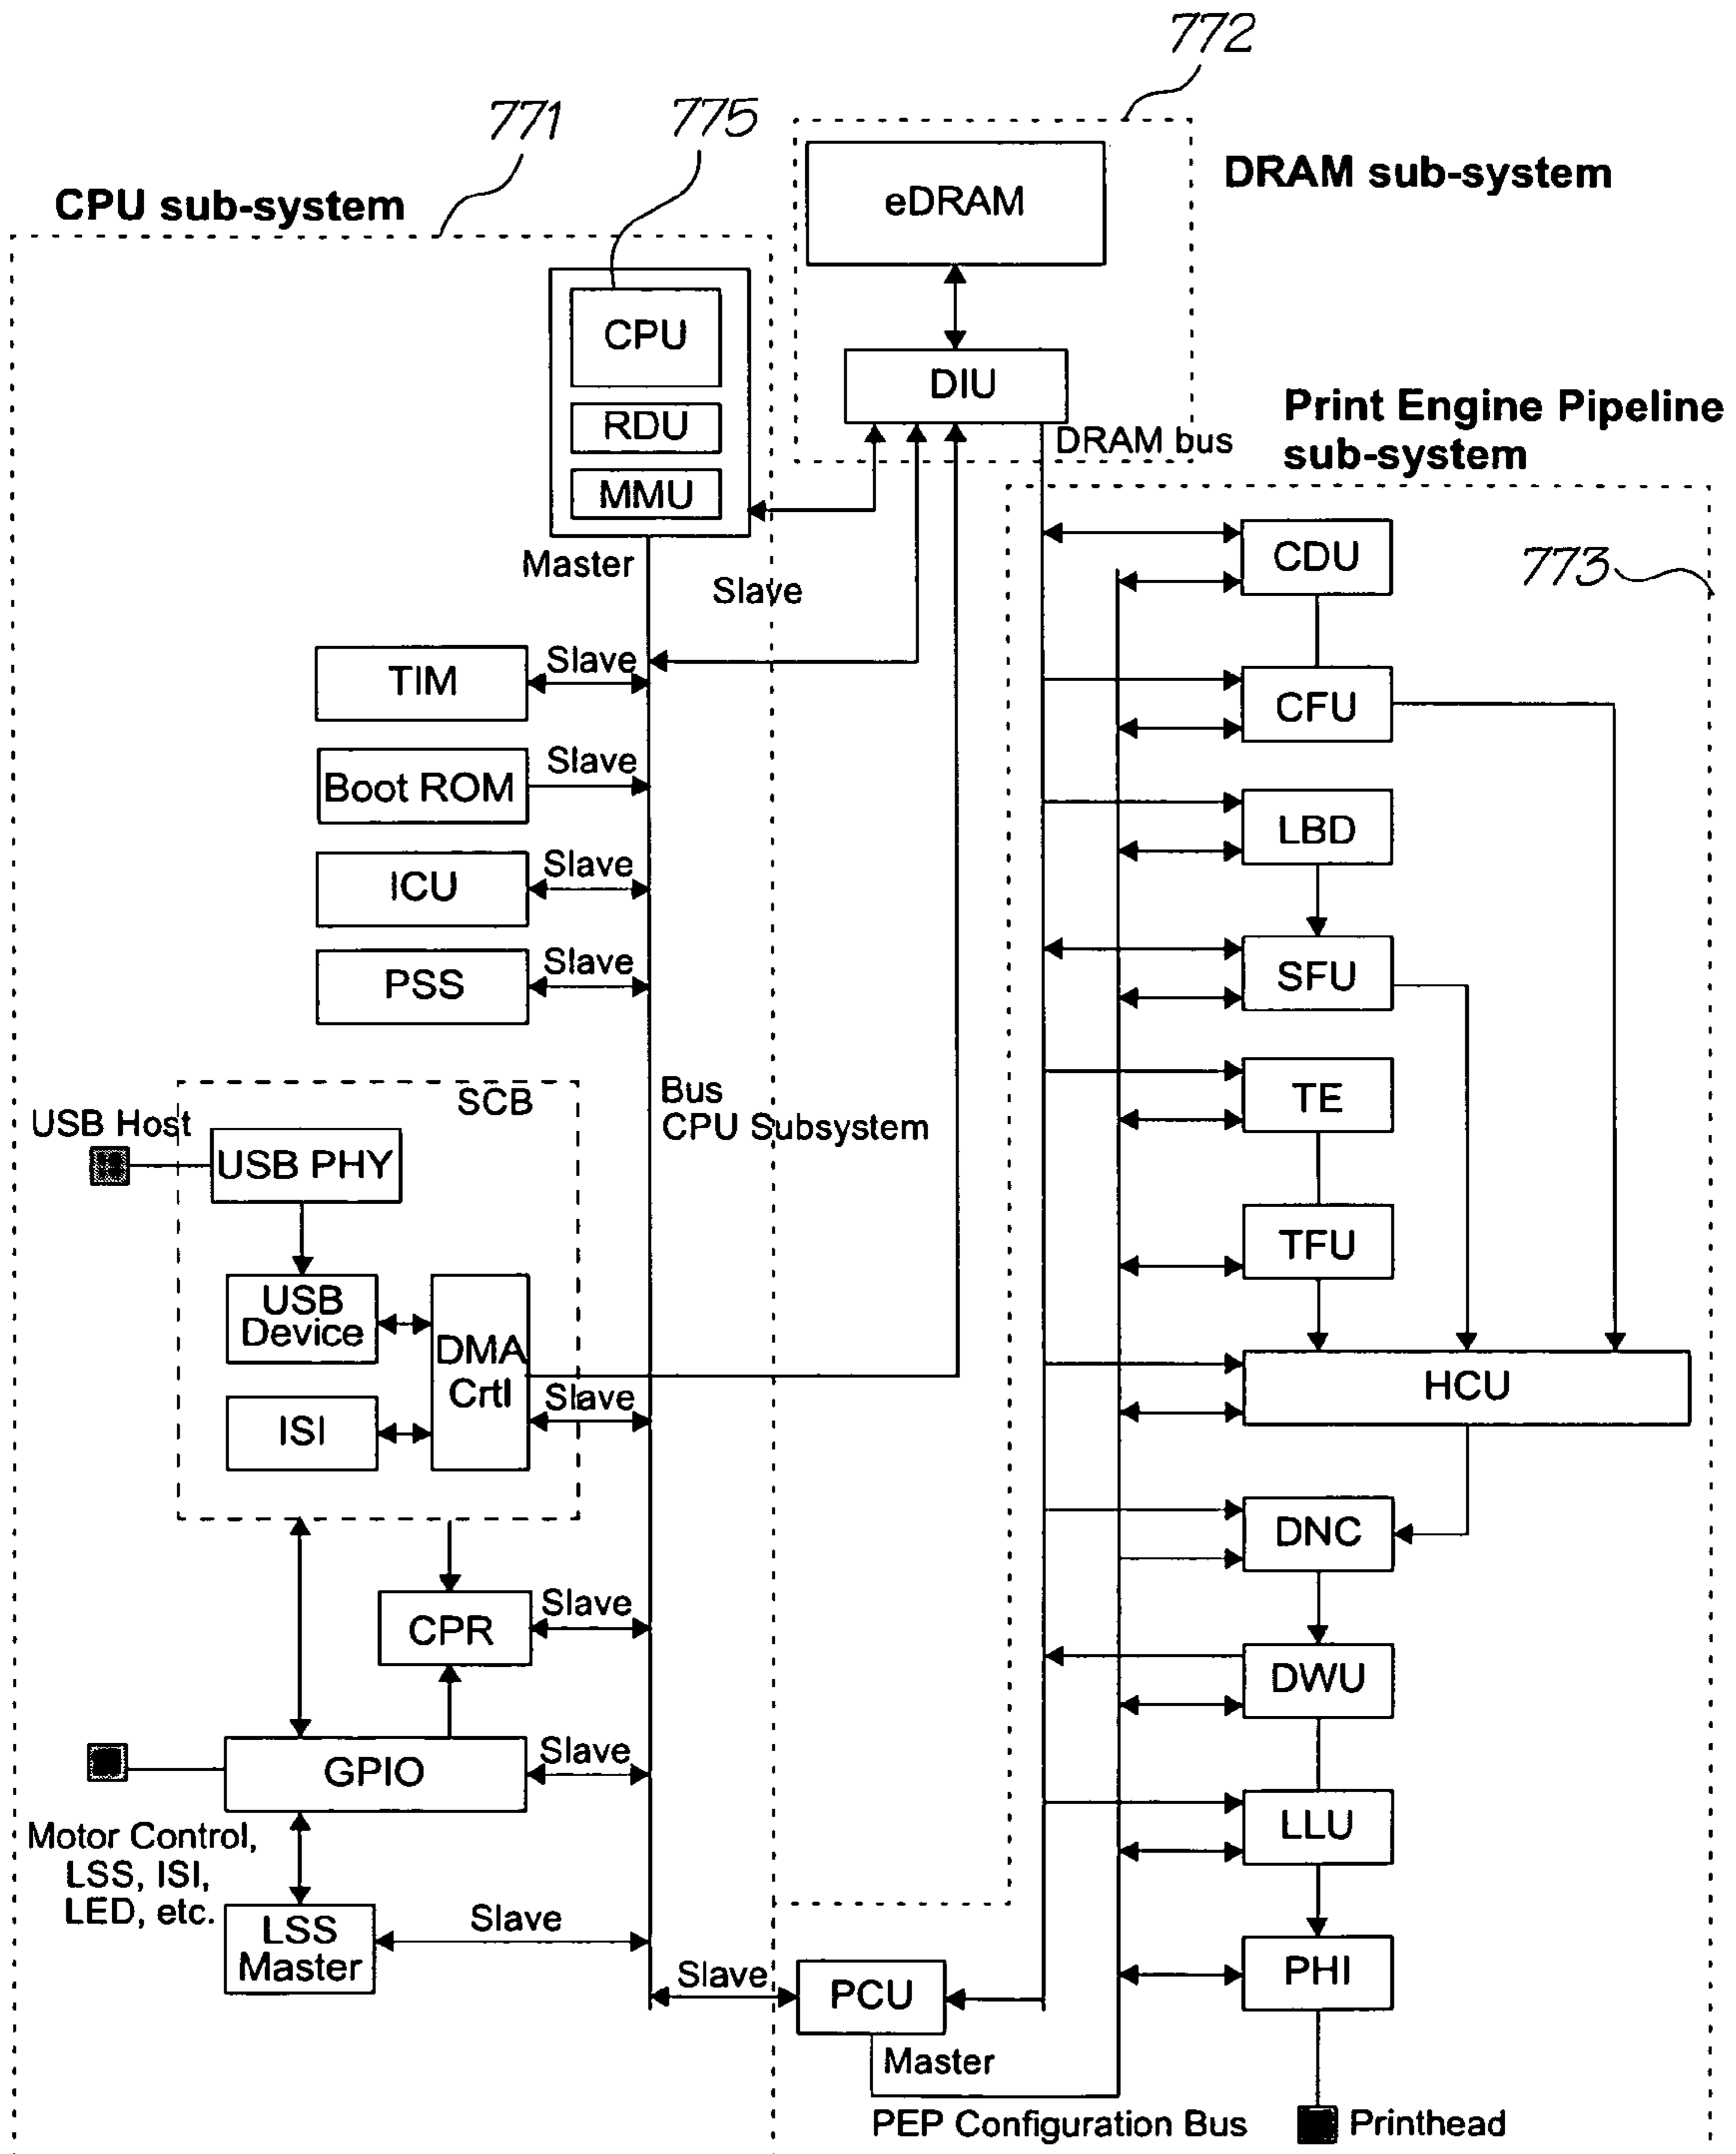 772
771
775
CPU sub-system
DRAM sub-system
eDRAM
CPU
DIU
RDU
MMU
DRAM bus
Print Engine Pipeline
sub-system
773
Master
Slave
CDU
TIM
Slave
CFU
Boot ROM
Slave
LBD
ICU
Slave
PSS
Slave
SFU
SCB
Bus
CPU Subsystem
TE
USB Host
USB PHY
TFU
USB
Device
DMA
Crtl
Slave
HCU
ISI
DNC
CPR
Slave
DWU
GPIO
Slave
Motor Control,
LSS, ISI,
LED, etc.
LLU
LSS
Master
Slave
Slave
PCU
PHI
Master
PEP Configuration Bus
Printhead